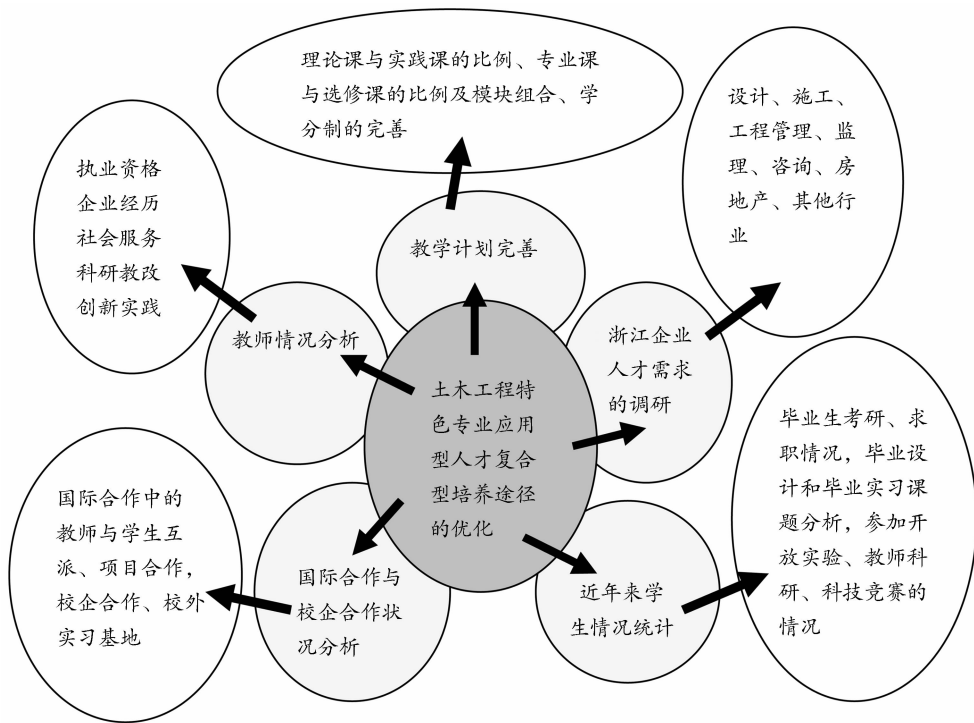 理论课与实践课的比例、专业课
与选修课的比例及模块组合、学
分制的完善
设计、施工、
工程管理、监
理、咨询、房
地产、其他行
业
执业资格
企业经历
社会服务
科研教改
创新实践
教学计划完善
教师情况分析
浙江企业
人才需求
的调研
土木工程特
色专业应用
型人才复合
型培养途径
的优化
毕业生考研、求
职情况，毕业设
计和毕业实习课
题分析，参加开
放实验、教师科
研、科技竞赛的
情况
国际合作中的
教师与学生互
派、项目合作，
校企合作、校外
实习基地
国际合作与
校企合作状
况分析
近年来学
生情况统计